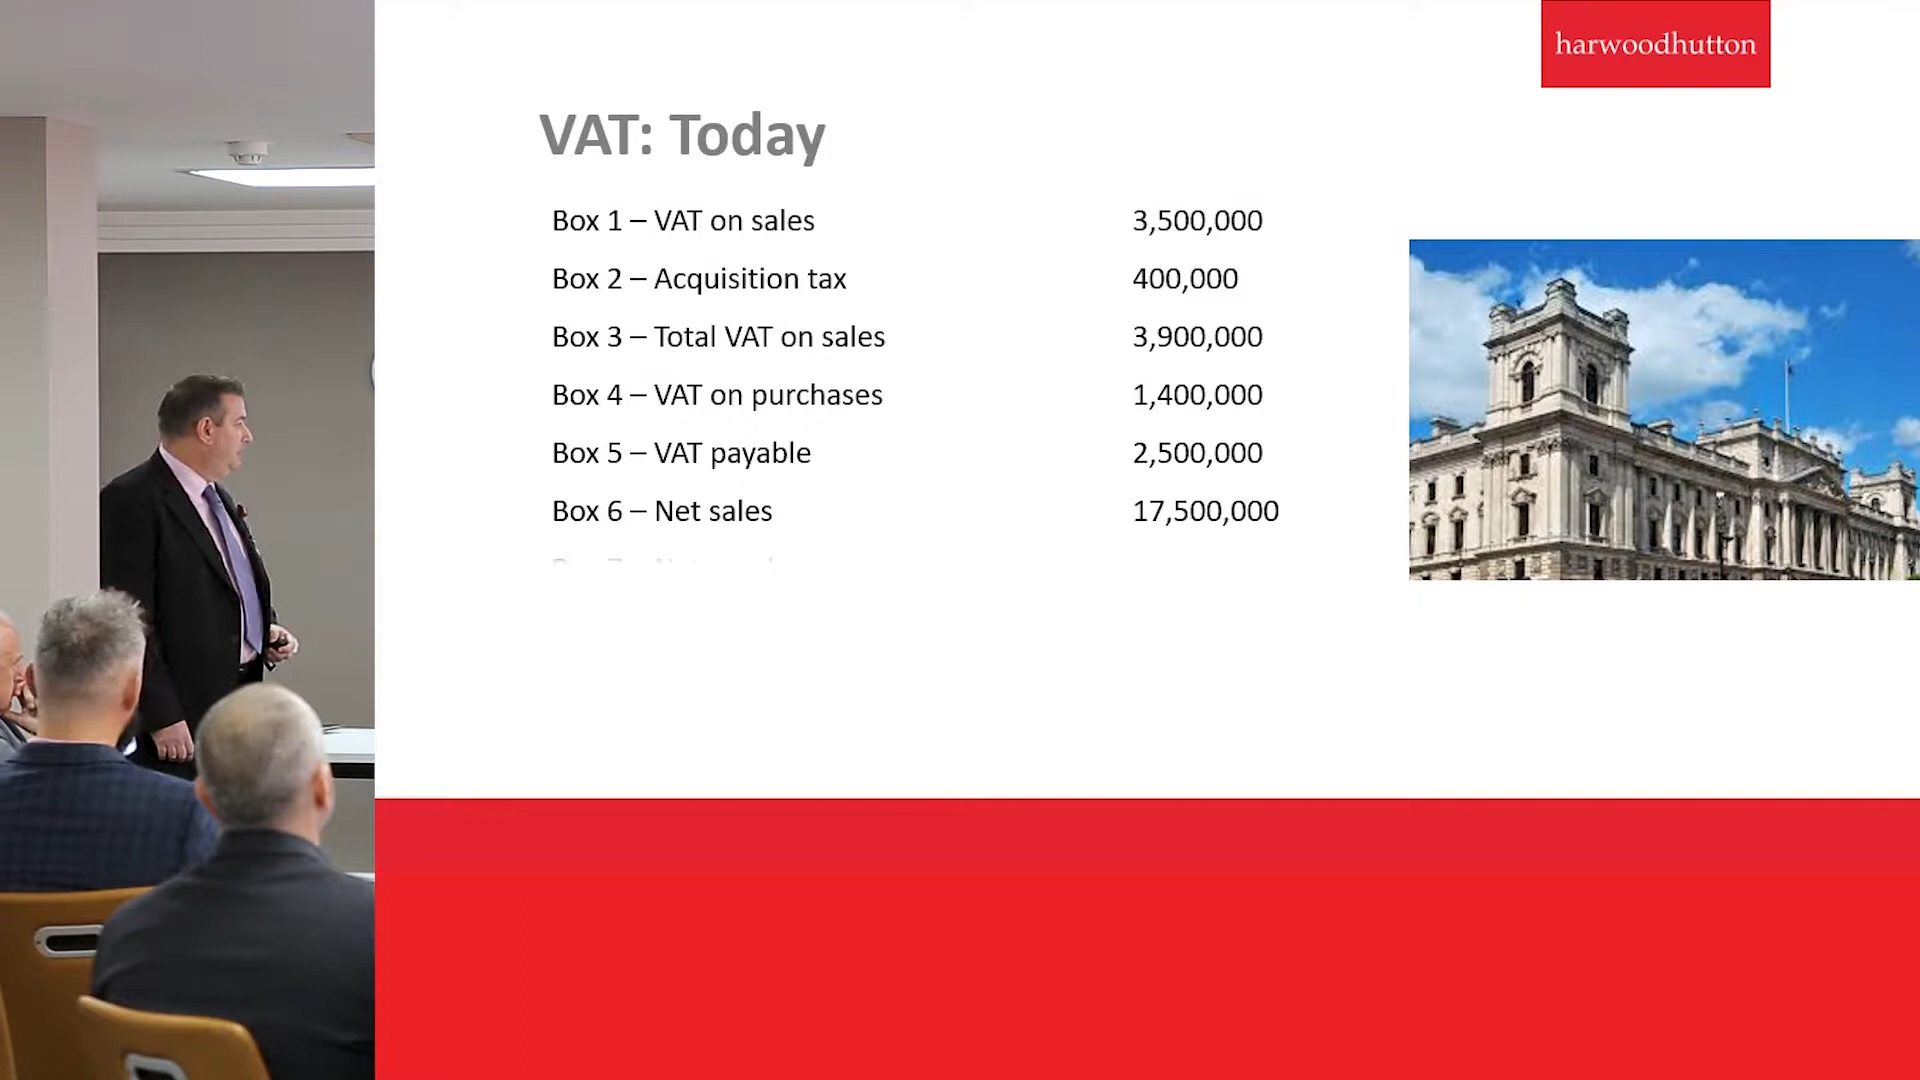 harwoodhutton
VAT: Today
Box 1 – VAT on sales 3,500,000
Box 2 – Acquisition tax 400,000
Box 3 – Total VAT on sales 3,900,000
Box 4 – VAT on purchases 1,400,000
Box 5 – VAT payable 2,500,000
Box 6 – Net sales 17,500,000